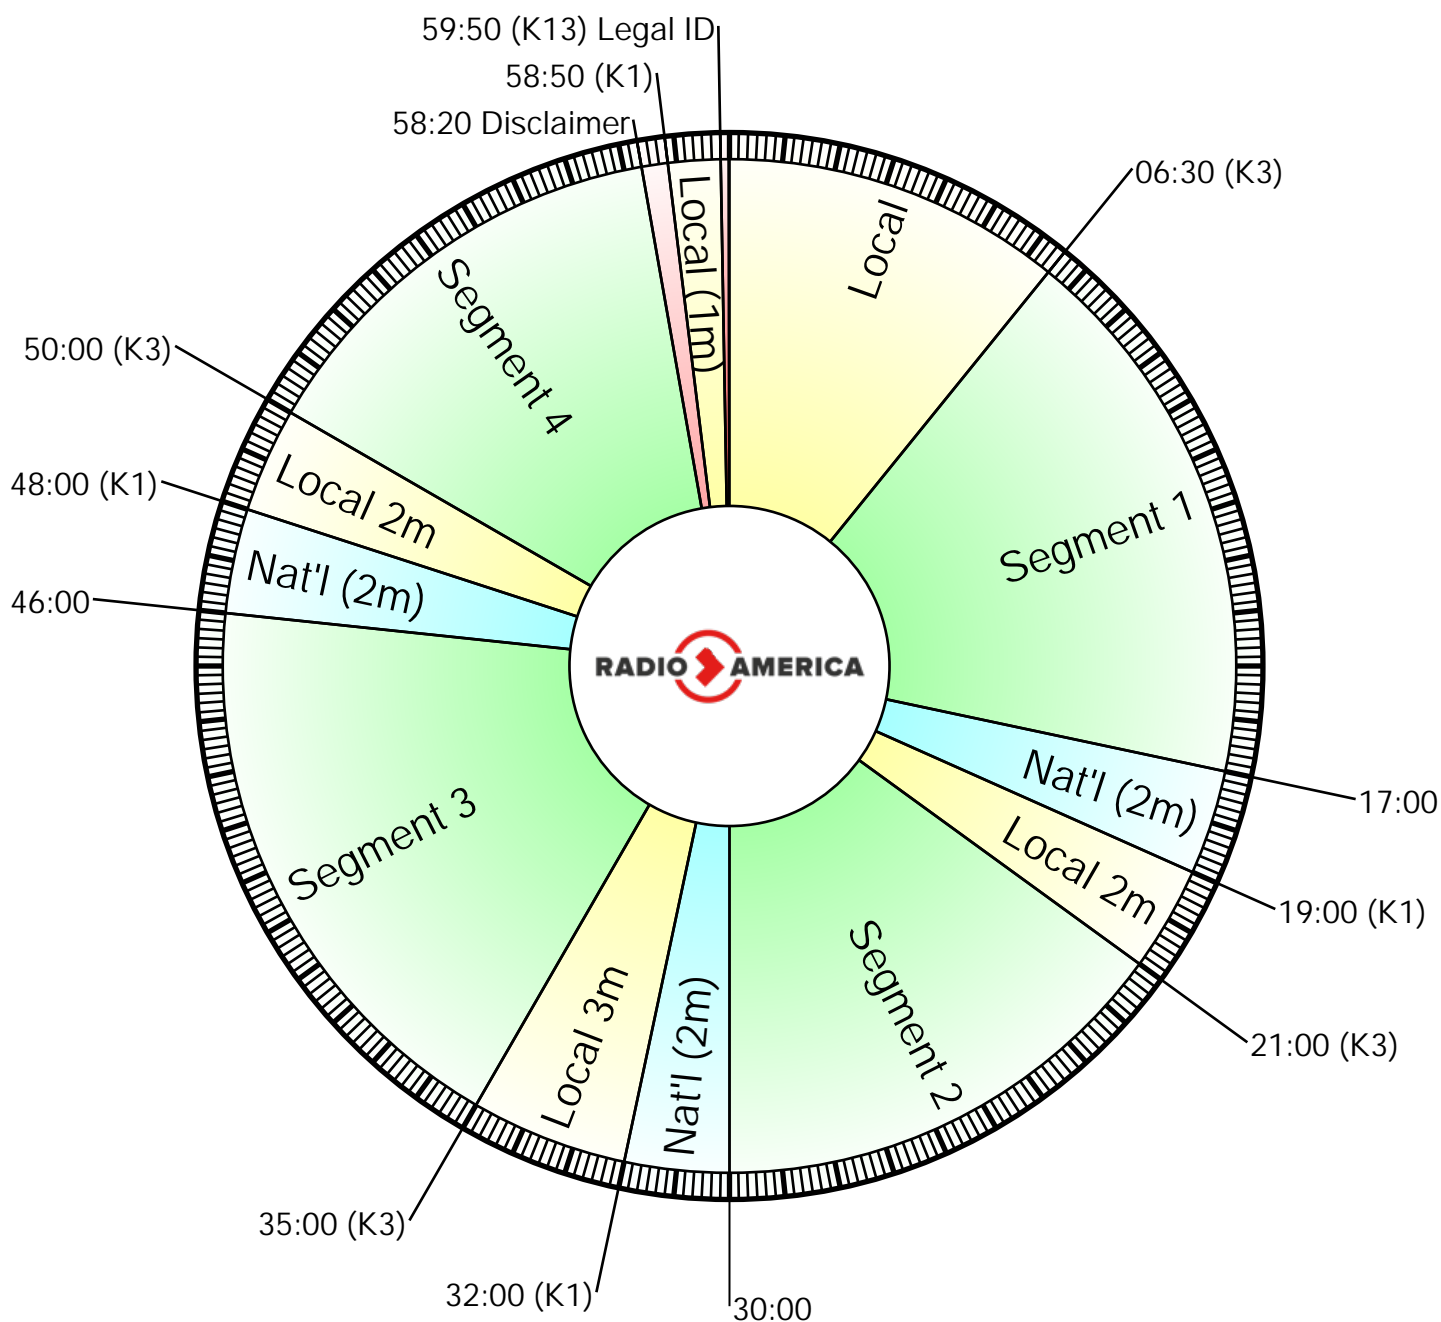 59:50 (K13) Legal ID
58:50 (K1)
58:20 Disclaimer
06:30 (K3)
Local (1m)
Local
Segment 4
Segment 1
50:00 (K3)
48:00 (K1)
Local 2m
Nat'l (2m)
46:00
RADIO AMERICA
Nat'l (2m)
17:00
Local 2m
19:00 (K1)
Segment 3
Segment 2
21:00 (K3)
Local 3m
Nat'l (2m)
35:00 (K3)
32:00 (K1)
30:00